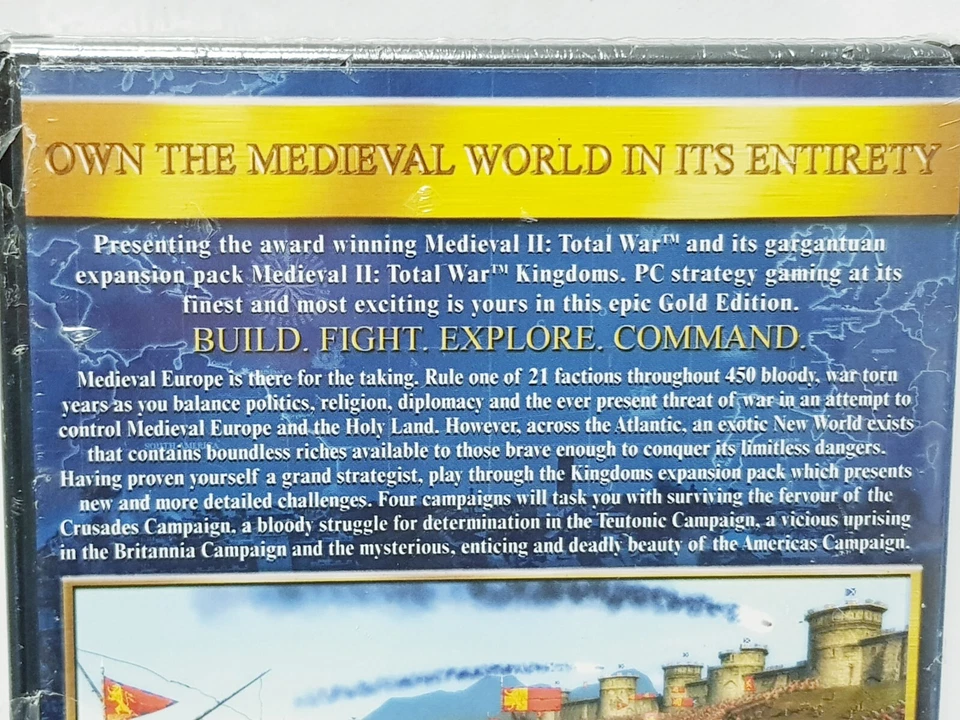 OWN THE MEDIEVAL WORLD IN ITS ENTIRETY
Presenting the award winning Medieval II: Total War™ and its gargantuan
expansion pack Medieval II: Total War™ Kingdoms. PC strategy gaming at its
finest and most exciting is yours in this epic Gold Edition.
BUILD. FIGHT. EXPLORE. COMMAND.
Medieval Europe is there for the taking. Rule one of 21 factions throughout 450 bloody, war torn
years as you balance politics, religion, diplomacy and the ever present threat of war in an attempt to
control Medieval Europe and the Holy Land. However, across the Atlantic, an exotic New World exists
that contains boundless riches available to those brave enough to conquer its limitless dangers.
SOUTH AMERICA
Having proven yourself a grand strategist, play through the Kingdoms expansion pack which presents
new and more detailed challenges. Four campaigns will task you with surviving the fervour of the
Crusades Campaign, a bloody struggle for determination in the Teutonic Campaign, a vicious uprising
in the Britannia Campaign and the mysterious, enticing and deadly beauty of the Americas Campaign.